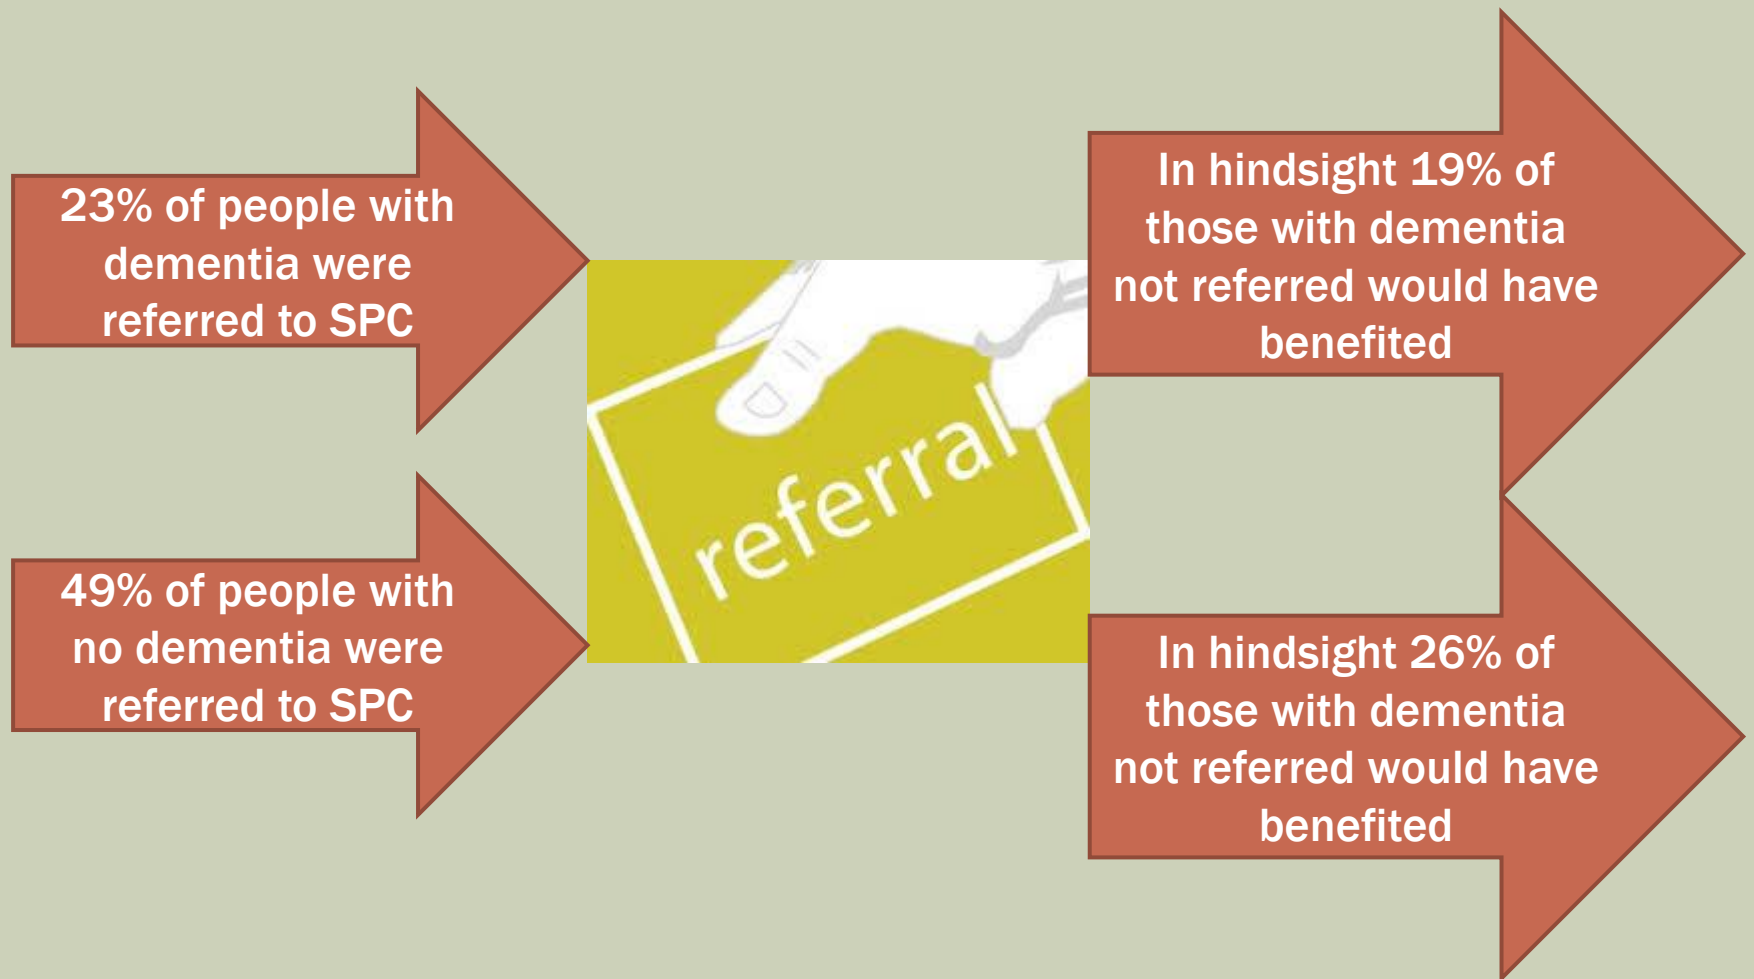 23% of people with
dementia were
referred to SPC
49% of people with
no dementia were
referred to SPC
referral
In hindsight 19% of
those with dementia
not referred would have
benefited
In hindsight 26% of
those with dementia
not referred would have
benefited